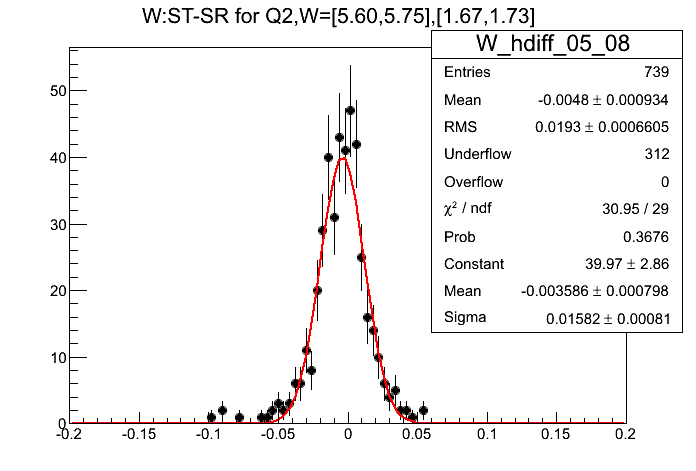 W:ST-SR for Q2,W=[5.60,5.75],[1.67,1.73]
W_hdiff_05_08
Entries 739
Mean -0.0048 ± 0.000934
RMS 0.0193 ± 0.0006605
Underflow 312
Overflow 0
χ² / ndf 30.95 / 29
Prob 0.3676
Constant 39.97 ± 2.86
Mean -0.003586 ± 0.000798
Sigma 0.01582 ± 0.00081
50
40
30
20
10
0
-0.2 -0.15 -0.1 -0.05 0 0.05 0.1 0.15 0.2